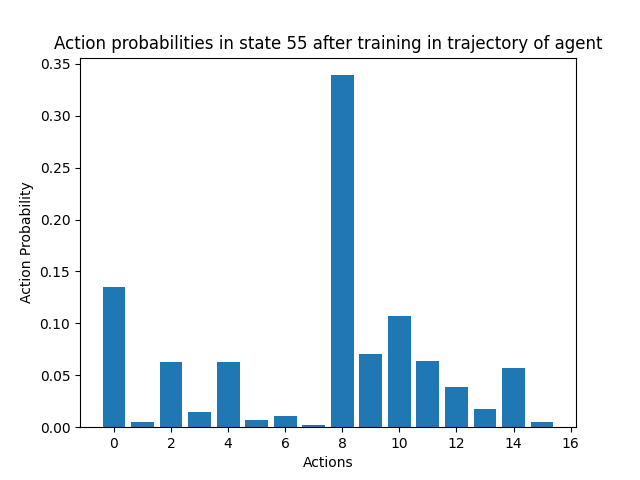 Action probabilities in state 55 after training in trajectory of agent
0.35
0.30
0.25
0.20
0.15
0.10
0.05
0.00
Action Probability
0 2 4 6 8 10 12 14 16
Actions